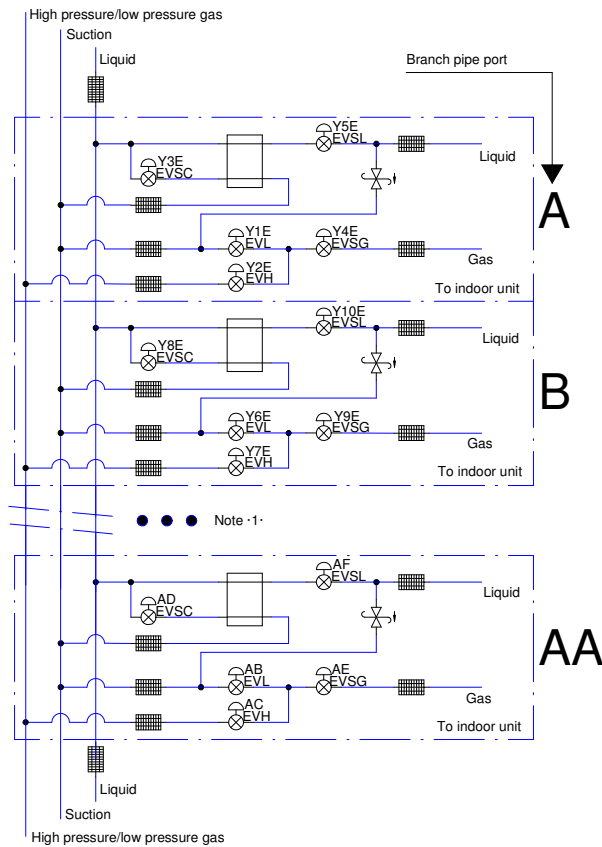 High pressure/low pressure gas
Suction
Liquid
Branch pipe port
Y5E
EVSL
Y3E
EVSC
Liquid
A
Y1E
EVL
Y4E
EVSG
Y2E
EVH
Gas
To indoor unit
Y10E
EVSL
Y8E
EVSC
Liquid
B
Y6E
EVL
Y9E
EVSG
Y7E
EVH
Gas
To indoor unit
Note ·1·
AF
EVSL
AD
EVSC
Liquid
AA
AB
EVL
AE
EVSG
AC
EVH
Gas
To indoor unit
Liquid
Suction
High pressure/low pressure gas